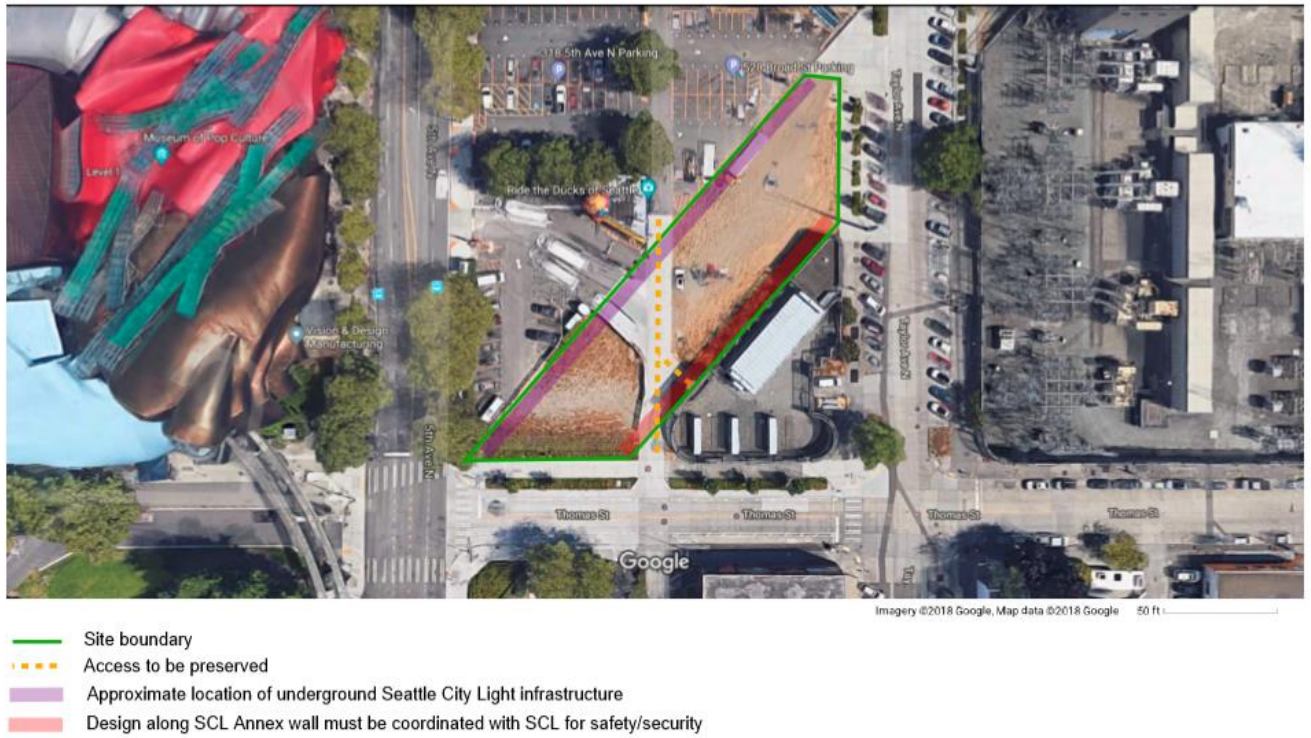 318 5th Ave N Parking
520 Broad St Parking
Museum of Pop Culture
Level 1
Ride the Ducks of Seattle
Vision & Design
Manufacturing
5th Ave N
5th Ave N
Taylor Ave N
Taylor Ave N
Thomas St
Thomas St
Thomas St
Thomas St
Google
Imagery ©2018 Google, Map data ©2018 Google 50 ft
Site boundary
Access to be preserved
Approximate location of underground Seattle City Light infrastructure
Design along SCL Annex wall must be coordinated with SCL for safety/security